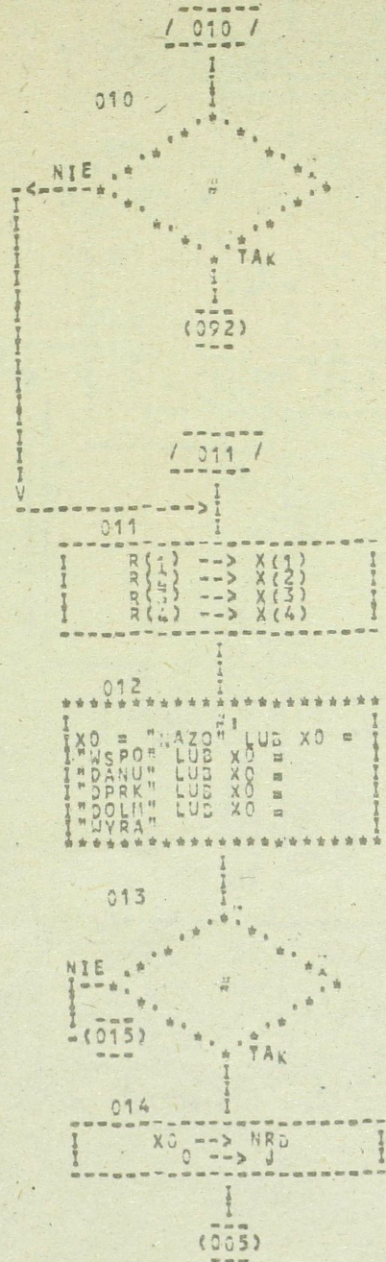 / 010 /
010
NIE
#
TAK
(092)
/ 011 /
011
R(1) --> X(1)
R(2) --> X(2)
R(3) --> X(3)
R(4) --> X(4)
012
X0 = "NAZO" LUB X0 =
"WSPO" LUB X0 =
"DANU" LUB X0 =
"DPRK" LUB X0 =
"DOLM" LUB X0 =
"WYRA"
013
NIE
#
(015)
TAK
014
X0 --> NRD
0 --> J
(005)